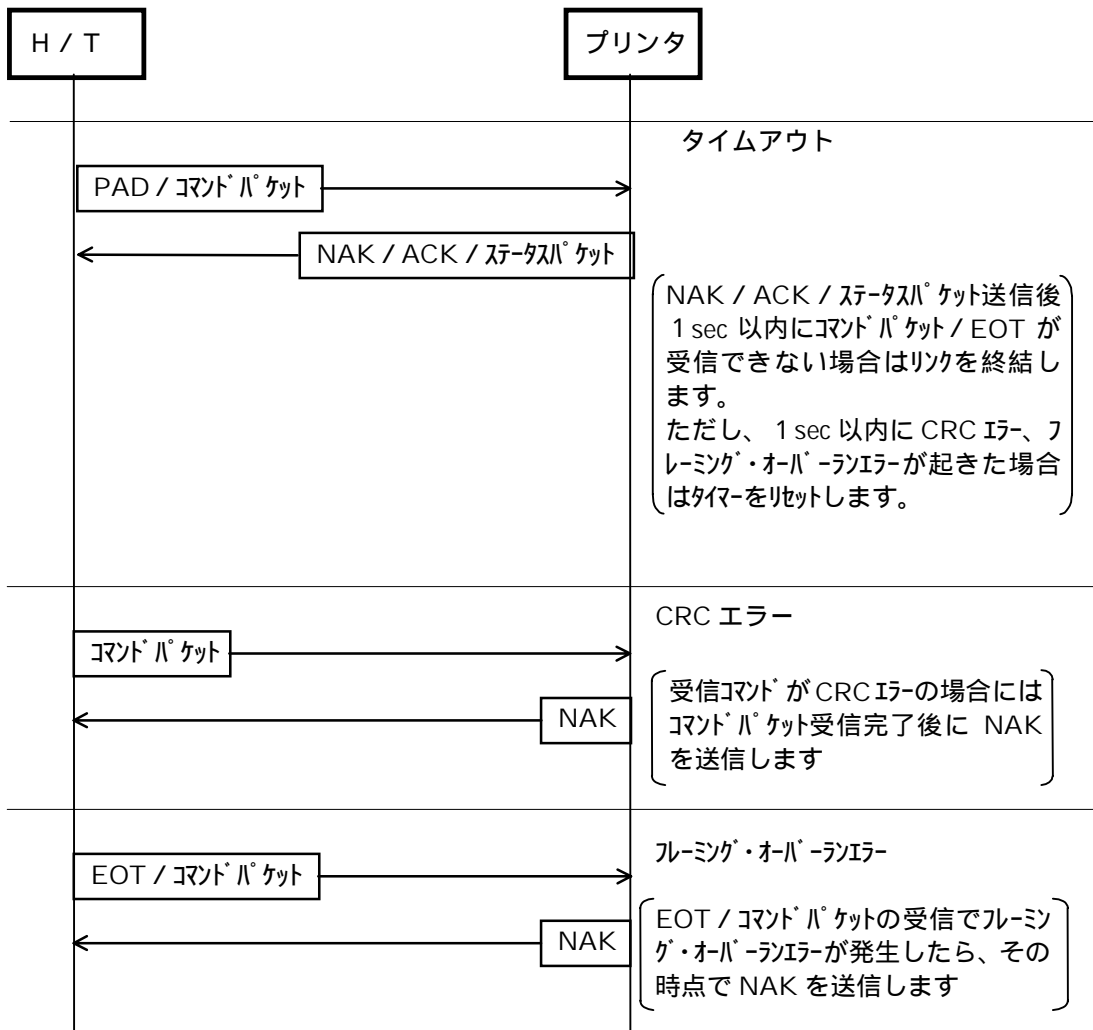 H / T
プリンタ
タイムアウト
PAD / ｺﾏﾝﾄﾞﾊﾟｹｯﾄ
NAK / ACK / ｽﾃｰﾀｽﾊﾟｹｯﾄ
NAK / ACK / ｽﾃｰﾀｽﾊﾟｹｯﾄ送信後
1 sec 以内にｺﾏﾝﾄﾞﾊﾟｹｯﾄ / EOT が
受信できない場合はﾘﾝｸを終結し
ます。
ただし、 1 sec 以内に CRC ｴﾗｰ、ﾌ
ﾚｰﾐﾝｸﾞ・ｵｰﾊﾞｰﾗﾝｴﾗｰが起きた場合
はﾀｲﾏｰをﾘｾｯﾄします。
CRC エラー
ｺﾏﾝﾄﾞﾊﾟｹｯﾄ
受信ｺﾏﾝﾄﾞが CRC ｴﾗｰの場合には
ｺﾏﾝﾄﾞﾊﾟｹｯﾄ受信完了後に NAK
を送信します
NAK
ﾌﾚｰﾐﾝｸﾞ・ｵｰﾊﾞｰﾗﾝｴﾗｰ
EOT / ｺﾏﾝﾄﾞﾊﾟｹｯﾄ
EOT / ｺﾏﾝﾄﾞﾊﾟｹｯﾄの受信でﾌﾚｰﾐﾝ
ｸﾞ・ｵｰﾊﾞｰﾗﾝｴﾗｰが発生したら、その
時点で NAK を送信します
NAK